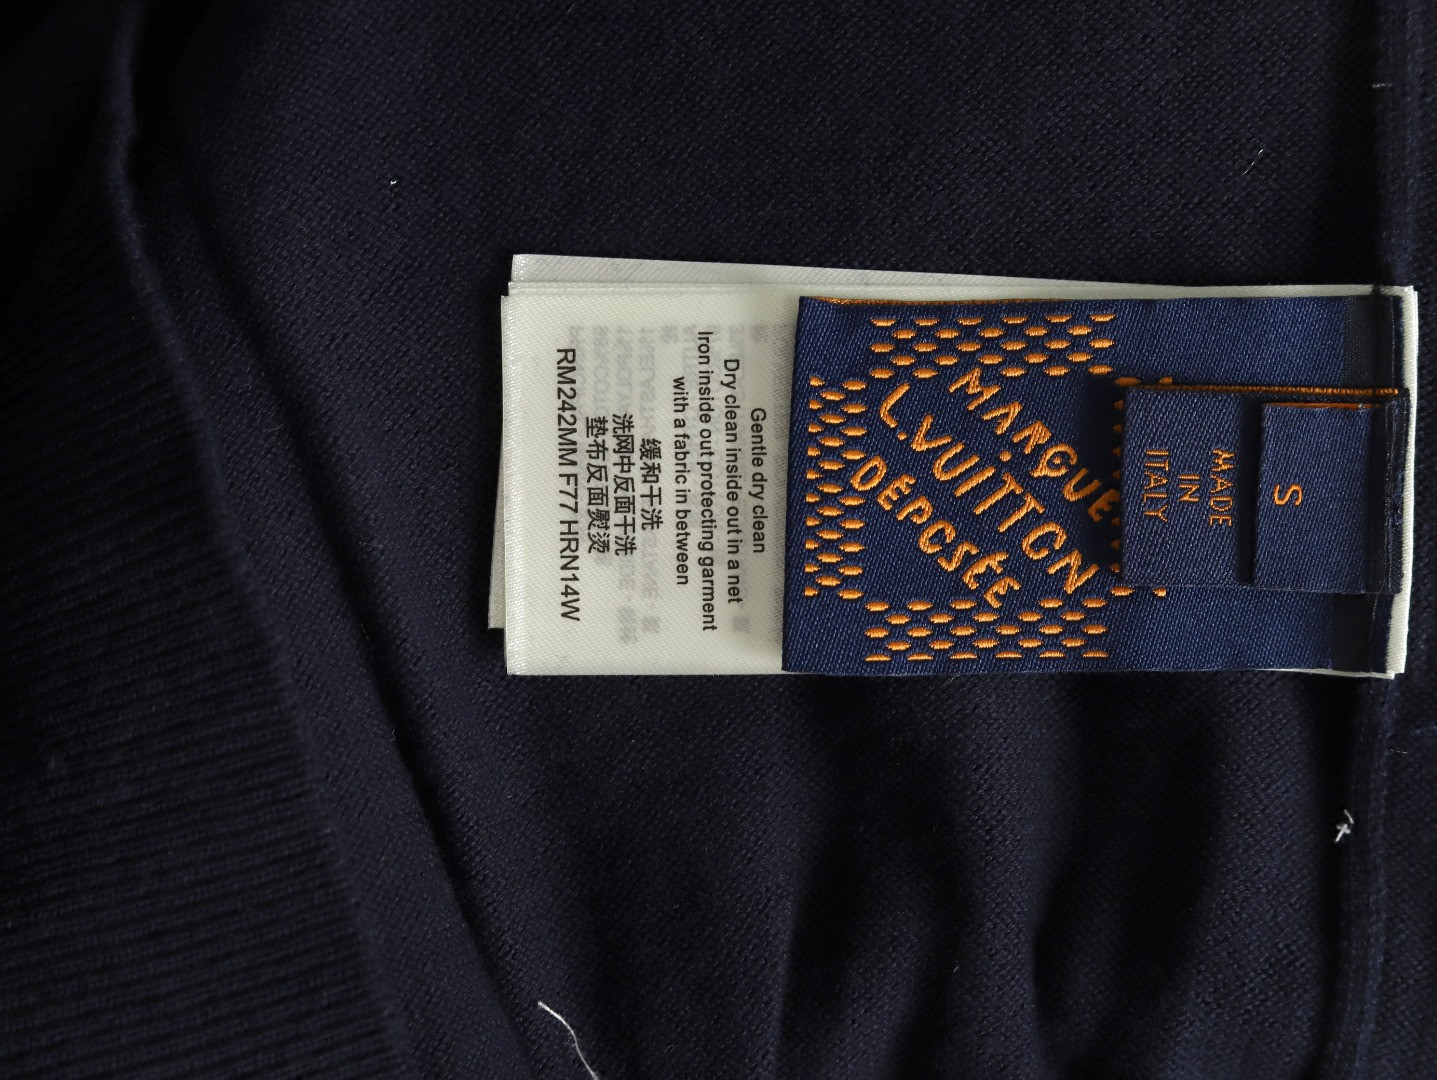 MARQUE
L.VUITTON
DÉPOSÉE
MADE
IN
ITALY
S
Gentle dry clean
Dry clean inside out in a net
Iron inside out protecting garment
with a fabric in between
缓和干洗
洗网中反面干洗
垫布反面熨烫
RM242MM F77 HRN14W